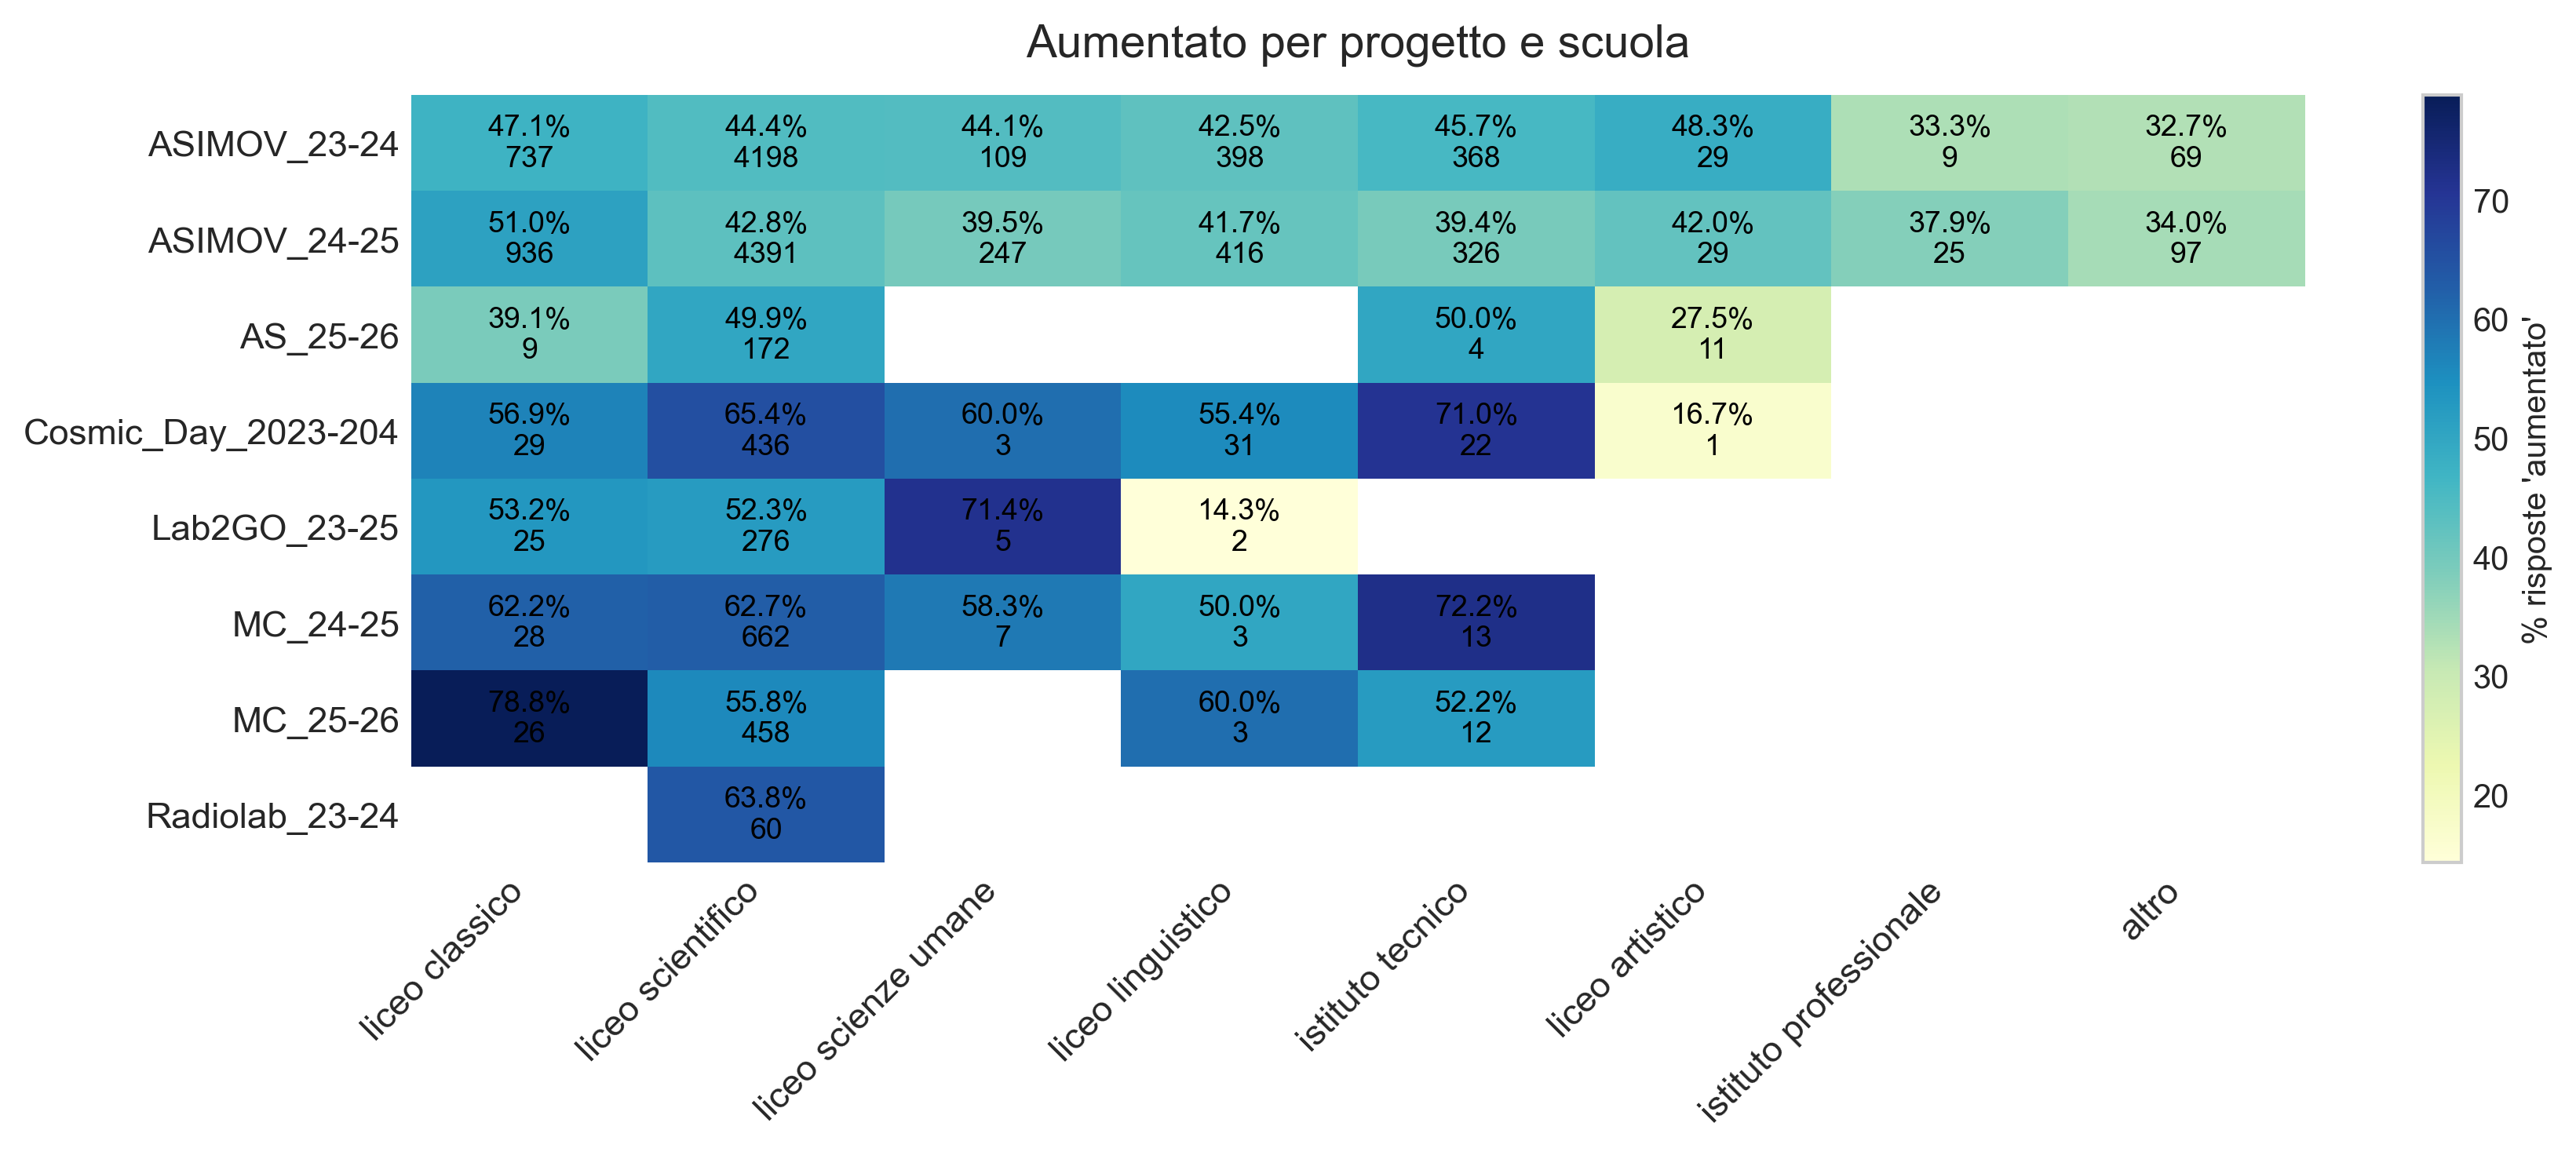 Aumentato per progetto e scuola
ASIMOV_23-24
47.1% 44.4% 44.1% 42.5% 45.7% 48.3% 33.3% 32.7%
737 4198 109 398 368 29 9 69
ASIMOV_24-25
51.0% 42.8% 39.5% 41.7% 39.4% 42.0% 37.9% 34.0%
936 4391 247 416 326 29 25 97
AS_25-26
39.1% 49.9% 50.0% 27.5%
9 172 4 11
Cosmic_Day_2023-204
56.9% 65.4% 60.0% 55.4% 71.0% 16.7%
29 436 3 31 22 1
Lab2GO_23-25
53.2% 52.3% 71.4% 14.3%
25 276 5 2
MC_24-25
62.2% 62.7% 58.3% 50.0% 72.2%
28 662 7 3 13
MC_25-26
78.8% 55.8% 60.0% 52.2%
26 458 3 12
Radiolab_23-24
63.8%
60
liceo classico
liceo scientifico
liceo scienze umane
liceo linguistico
istituto tecnico
liceo artistico
istituto professionale
altro
70
60
50
40
30
20
% risposte 'aumentato'